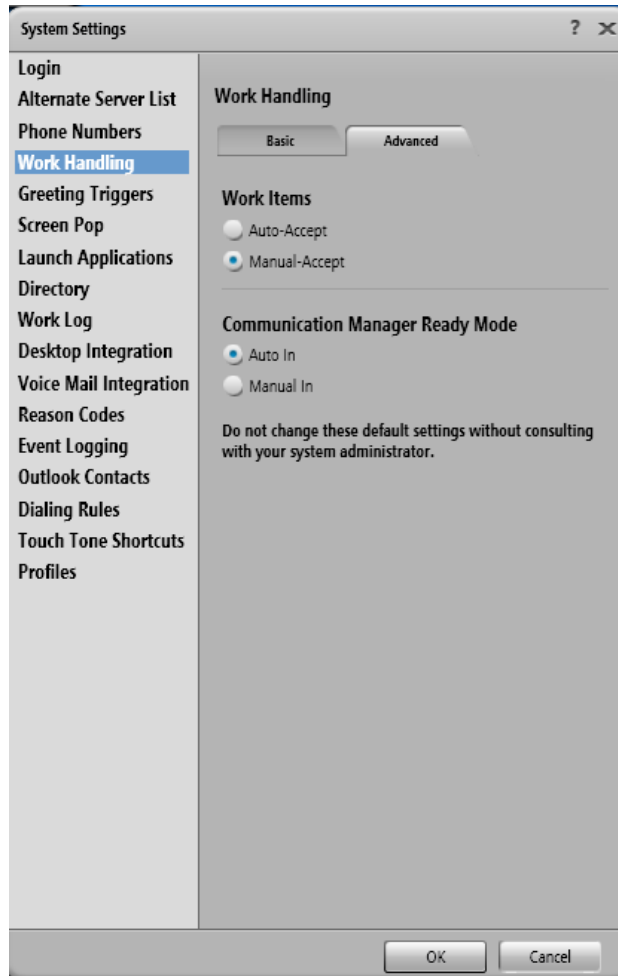 System Settings
?
Login
Alternate Server List
Phone Numbers
Work Handling
Greeting Triggers
Screen Pop
Launch Applications
Directory
Work Log
Desktop Integration
Voice Mail Integration
Reason Codes
Event Logging
Outlook Contacts
Dialing Rules
Touch Tone Shortcuts
Profiles
Work Handling
Basic
Advanced
Work Items
Auto-Accept
Manual-Accept
Communication Manager Ready Mode
Auto In
Manual In
Do not change these default settings without consulting
with your system administrator.
OK
Cancel